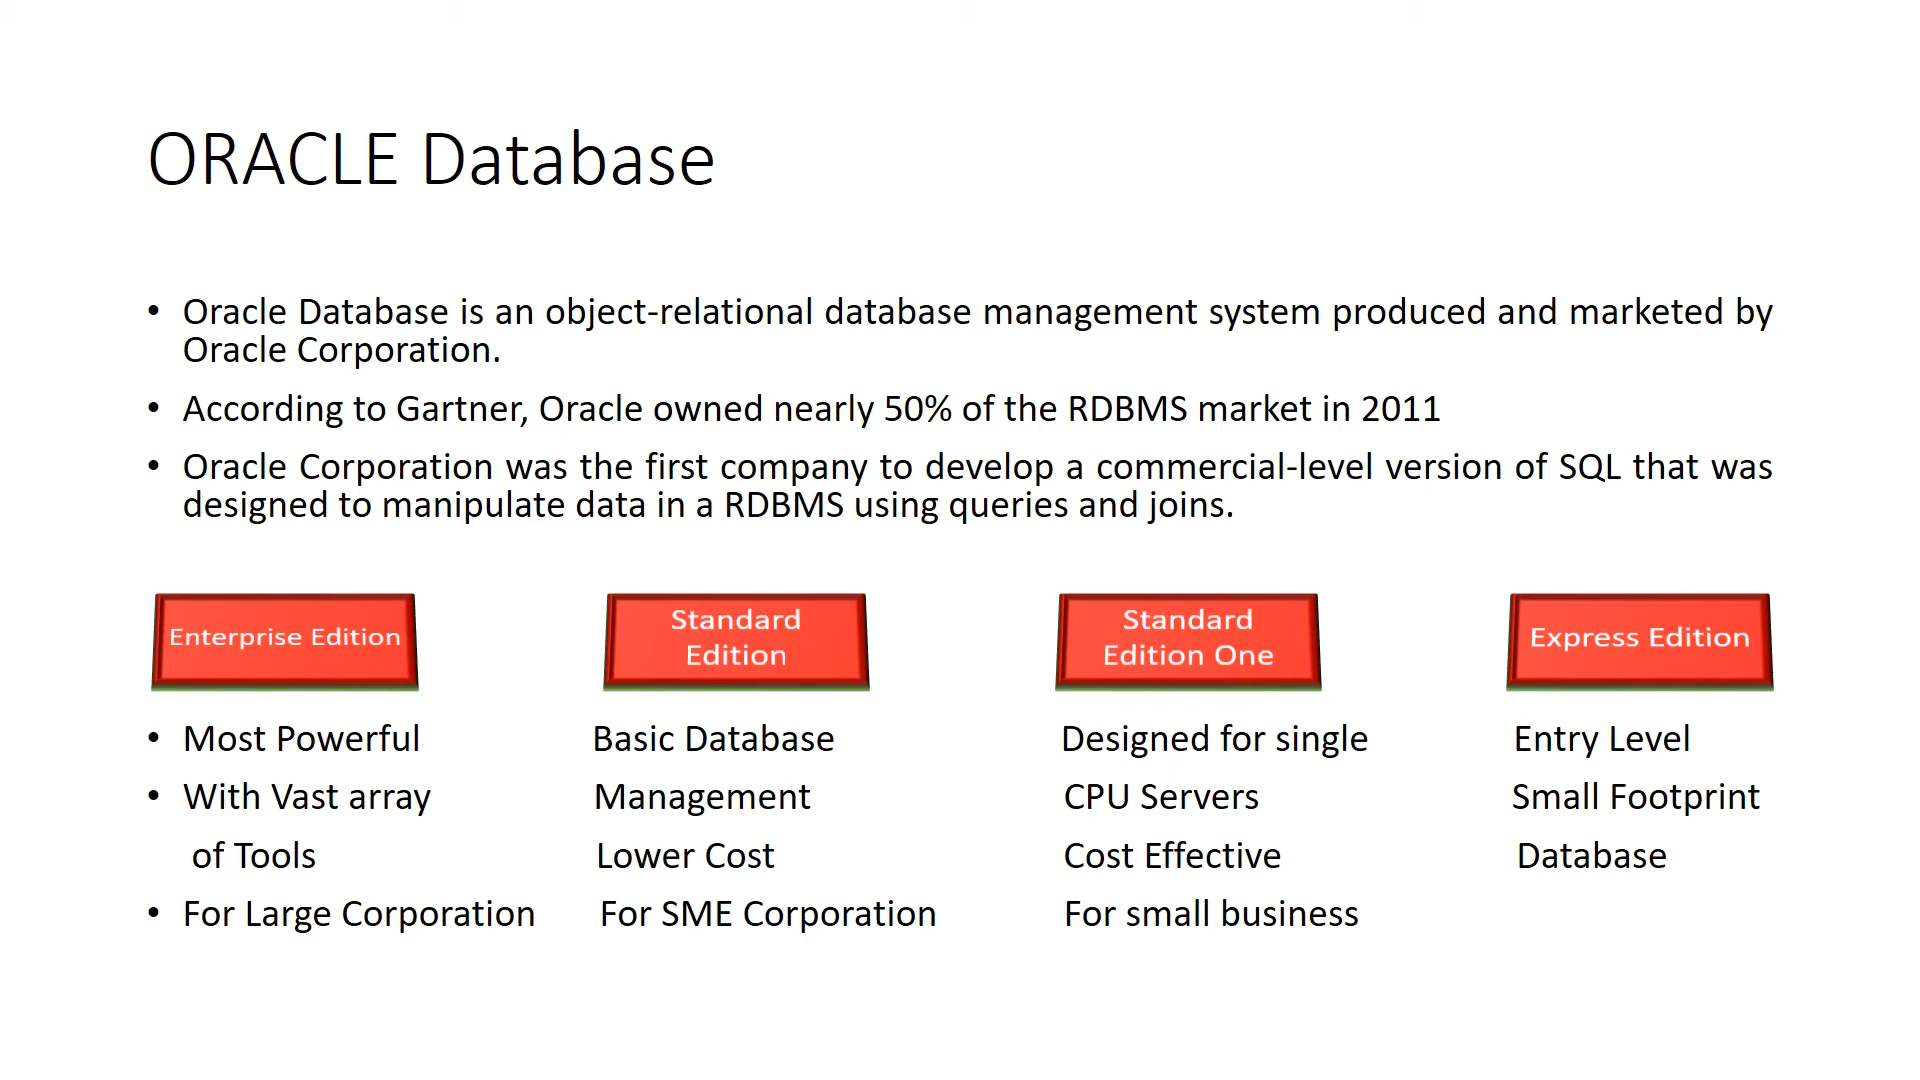 ORACLE Database
• Oracle Database is an object-relational database management system produced and marketed by
Oracle Corporation.
• According to Gartner, Oracle owned nearly 50% of the RDBMS market in 2011
• Oracle Corporation was the first company to develop a commercial-level version of SQL that was
designed to manipulate data in a RDBMS using queries and joins.
Enterprise Edition
Standard
Edition
Standard
Edition One
Express Edition
• Most Powerful Basic Database Designed for single Entry Level
• With Vast array Management CPU Servers Small Footprint
of Tools Lower Cost Cost Effective Database
• For Large Corporation For SME Corporation For small business